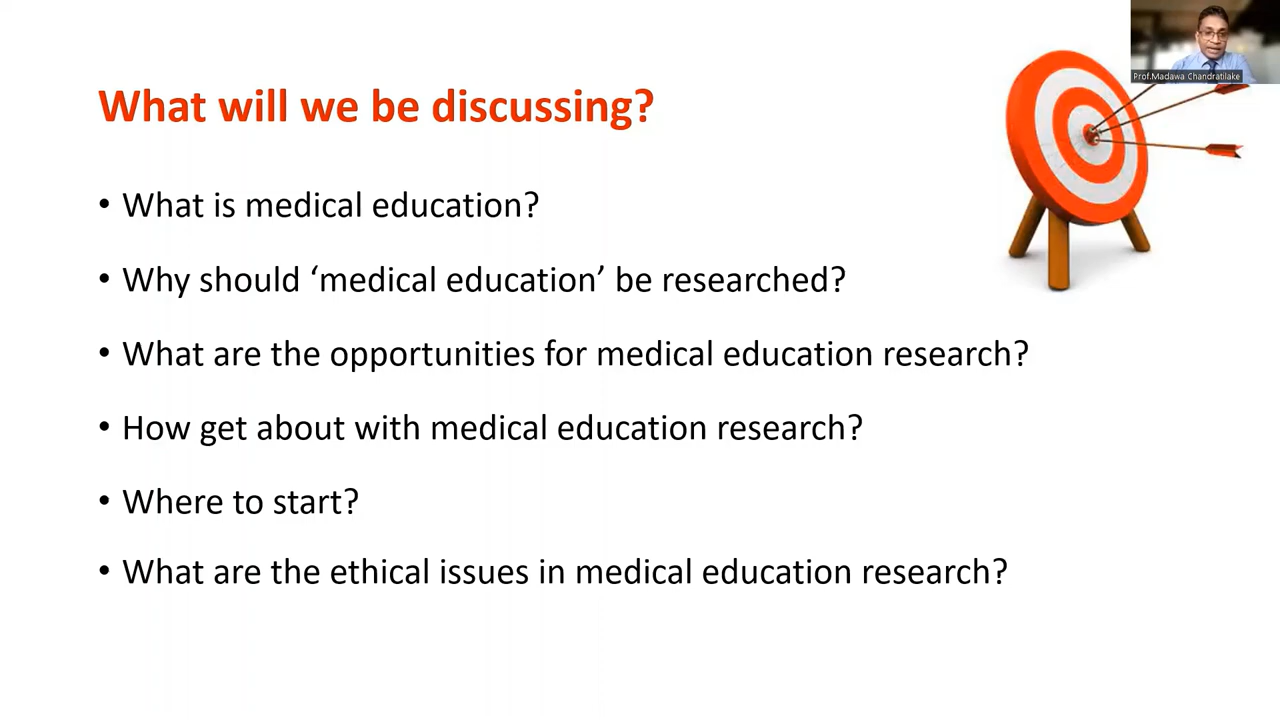 Prof.Madawa Chandratilake
What will we be discussing?
• What is medical education?
• Why should ‘medical education’ be researched?
• What are the opportunities for medical education research?
• How get about with medical education research?
• Where to start?
• What are the ethical issues in medical education research?